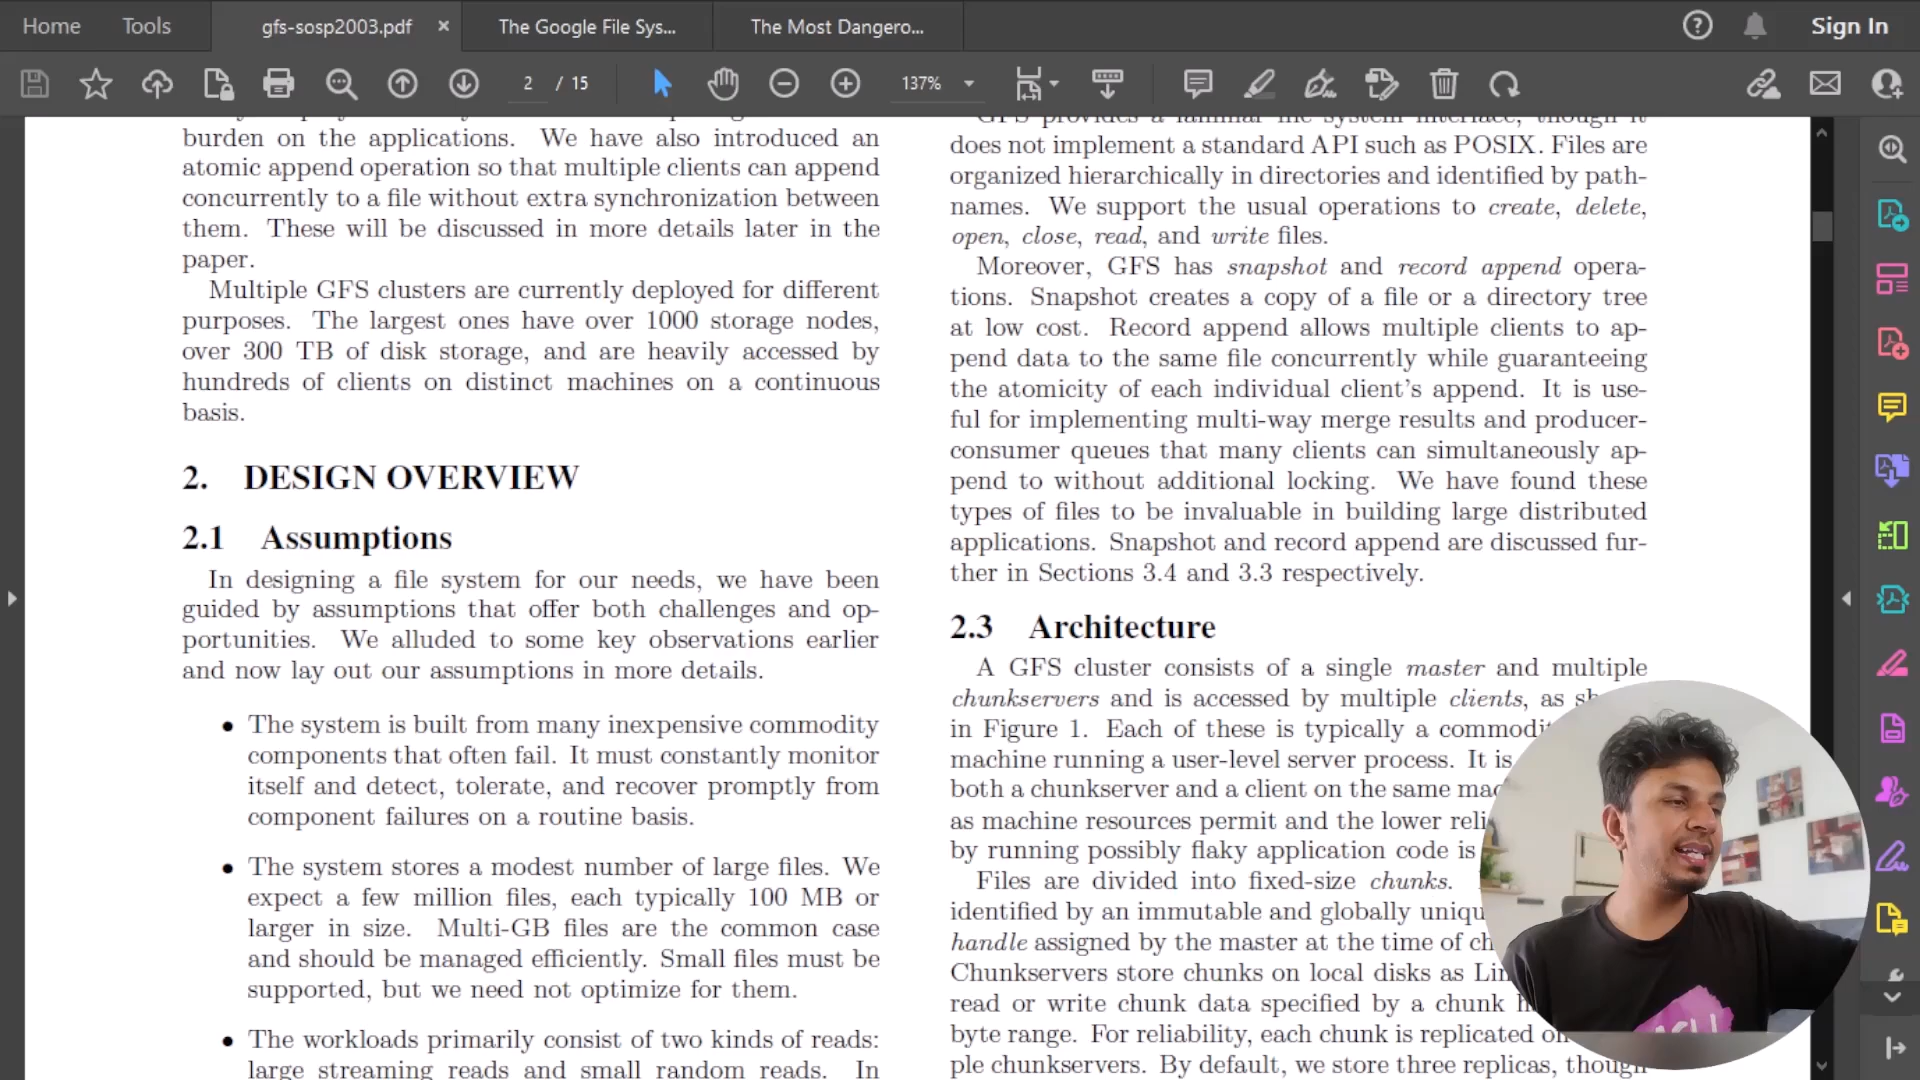 Home
Tools
gfs-sosp2003.pdf
The Google File Sys...
The Most Dangero...
Sign In
2 / 15
137%
burden on the applications. We have also introduced an
atomic append operation so that multiple clients can append
concurrently to a file without extra synchronization between
them. These will be discussed in more details later in the
paper.
Multiple GFS clusters are currently deployed for different
purposes. The largest ones have over 1000 storage nodes,
over 300 TB of disk storage, and are heavily accessed by
hundreds of clients on distinct machines on a continuous
basis.
2. DESIGN OVERVIEW
2.1 Assumptions
In designing a file system for our needs, we have been
guided by assumptions that offer both challenges and op-
portunities. We alluded to some key observations earlier
and now lay out our assumptions in more details.
• The system is built from many inexpensive commodity
components that often fail. It must constantly monitor
itself and detect, tolerate, and recover promptly from
component failures on a routine basis.
• The system stores a modest number of large files. We
expect a few million files, each typically 100 MB or
larger in size. Multi-GB files are the common case
and should be managed efficiently. Small files must be
supported, but we need not optimize for them.
• The workloads primarily consist of two kinds of reads:
large streaming reads and small random reads. In
GFS provides a familiar file system interface, though it
does not implement a standard API such as POSIX. Files are
organized hierarchically in directories and identified by path-
names. We support the usual operations to create, delete,
open, close, read, and write files.
Moreover, GFS has snapshot and record append opera-
tions. Snapshot creates a copy of a file or a directory tree
at low cost. Record append allows multiple clients to ap-
pend data to the same file concurrently while guaranteeing
the atomicity of each individual client's append. It is use-
ful for implementing multi-way merge results and producer-
consumer queues that many clients can simultaneously ap-
pend to without additional locking. We have found these
types of files to be invaluable in building large distributed
applications. Snapshot and record append are discussed fur-
ther in Sections 3.4 and 3.3 respectively.
2.3 Architecture
A GFS cluster consists of a single master and multiple
chunkservers and is accessed by multiple clients, as
in Figure 1. Each of these is typically a
machine running a user-level server process. It is
both a chunkserver and a client on the same
as machine resources permit and the lower
by running possibly flaky application code is
Files are divided into fixed-size chunks.
identified by an immutable and globally
handle assigned by the master at the time of
Chunkservers store chunks on local disks as
read or write chunk data specified by a chunk
byte range. For reliability, each chunk is replicated
ple chunkservers. By default, we store three replicas, though